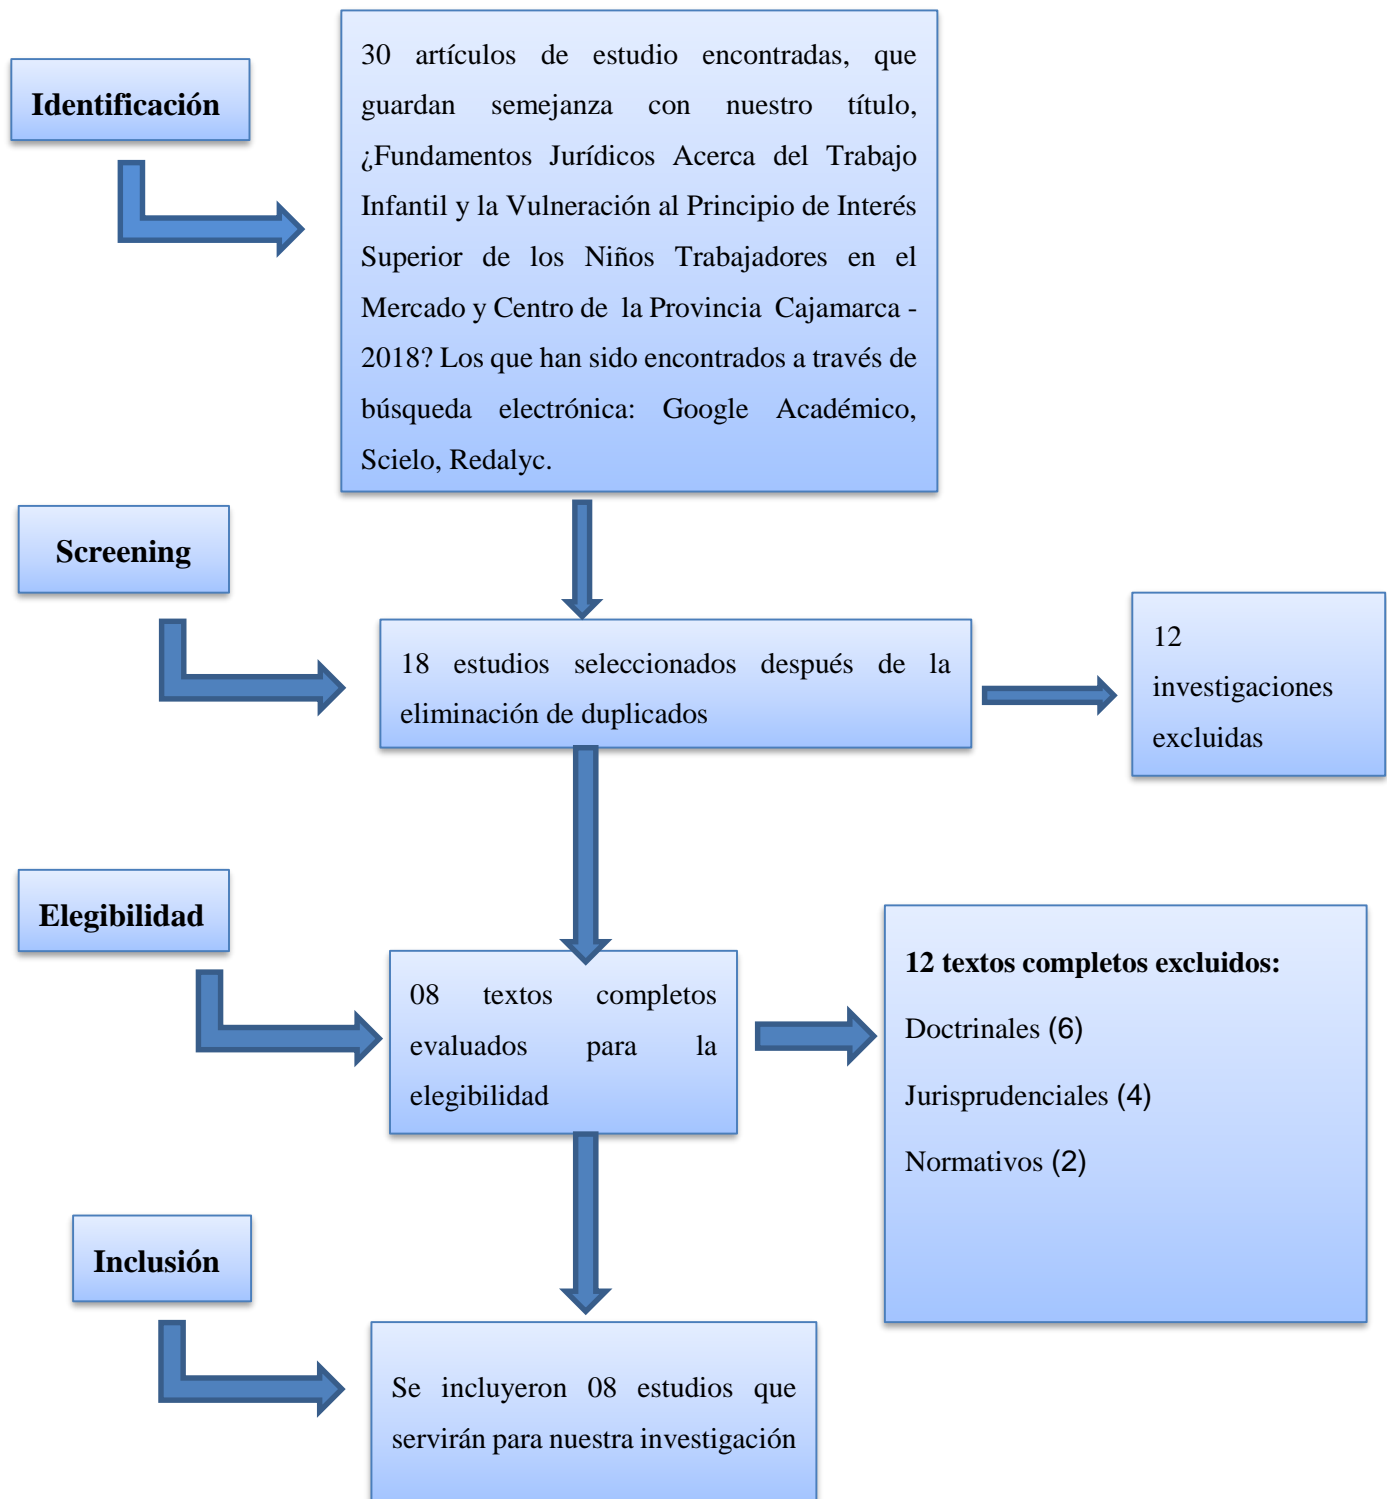 Identificación
30 artículos de estudio encontradas, que
guardan semejanza con nuestro título,
¿Fundamentos Jurídicos Acerca del Trabajo
Infantil y la Vulneración al Principio de Interés
Superior de los Niños Trabajadores en el
Mercado y Centro de la Provincia Cajamarca -
2018? Los que han sido encontrados a través de
búsqueda electrónica: Google Académico,
Scielo, Redalyc.
Screening
18 estudios seleccionados después de la
eliminación de duplicados
12
investigaciones
excluidas
Elegibilidad
08 textos completos
evaluados para la
elegibilidad
12 textos completos excluidos:
Doctrinales (6)
Jurisprudenciales (4)
Normativos (2)
Inclusión
Se incluyeron 08 estudios que
servirán para nuestra investigación